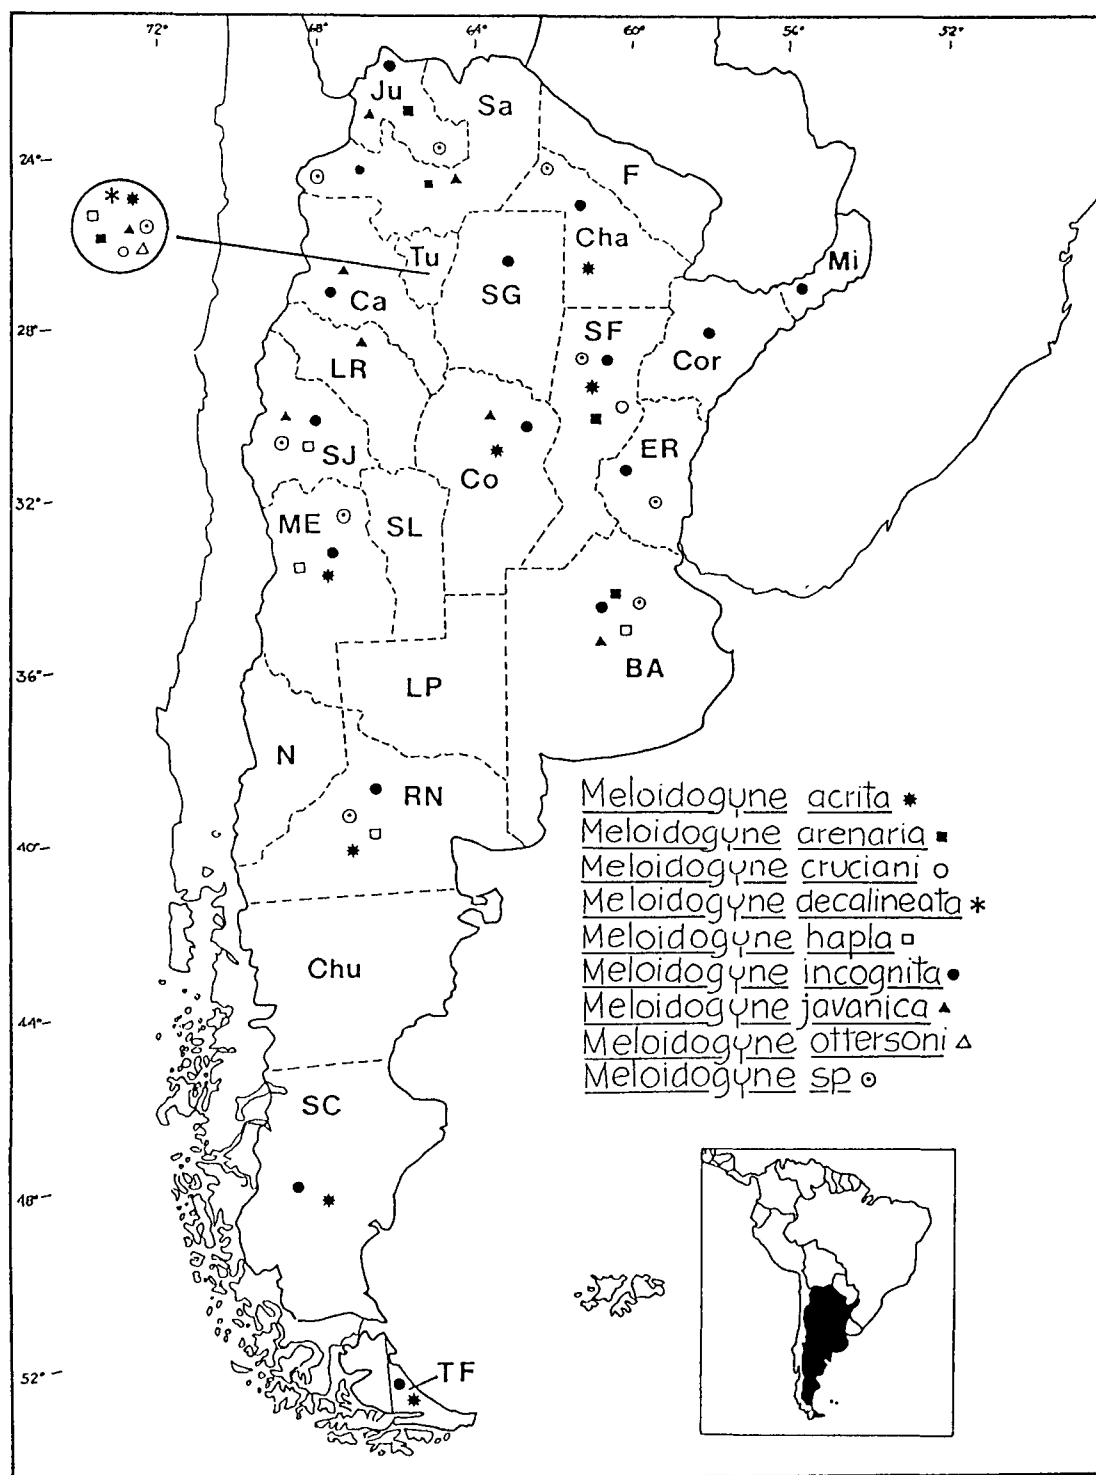 72° 68° 64° 60° 56° 52°
Ju
Sa
24°
F
Cha
Tu
Mi
SG
Ca
28°
SF
Cor
LR
SJ
ER
Co
32°
ME
SL
BA
36°
LP
N
RN
Meloidogyne acrita
Meloidogyne arenaria
40°
Meloidogyne cruciani
Meloidogyne decalineata
Meloidogyne hapla
Chu
Meloidogyne incognita
Meloidogyne javanica
44°
Meloidogyne ottersoni
Meloidogyne sp
SC
48°
52°
TF